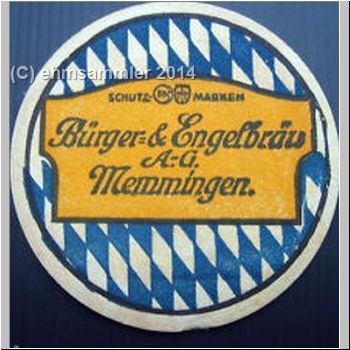 (C) ehmsammler 2014
SCHUTZ- MARKEN
Bürger= & Engelbräu
A.-G.
Memmingen.